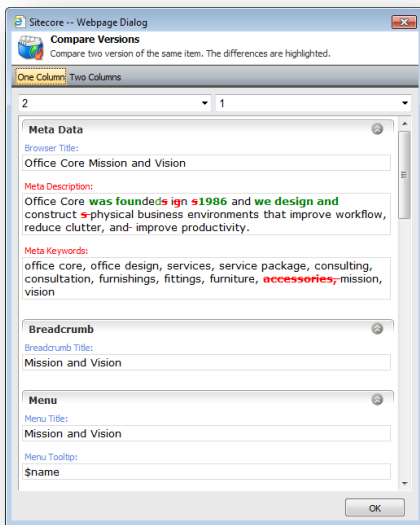 Sitecore -- Webpage Dialog
Compare Versions
Compare two version of the same item. The differences are highlighted.
One Column Two Columns
2 1
Meta Data
Browser Title:
Office Core Mission and Vision
Meta Description:
Office Core was foundeds ign s1986 and we design and
construct s-physical business environments that improve workflow,
reduce clutter, and- improve productivity.
Meta Keywords:
office core, office design, services, service package, consulting,
consultation, furnishings, fittings, furniture, accessories, mission,
vision
Breadcrumb
Breadcrumb Title:
Mission and Vision
Menu
Menu Title:
Mission and Vision
Menu Tooltip:
$name
OK